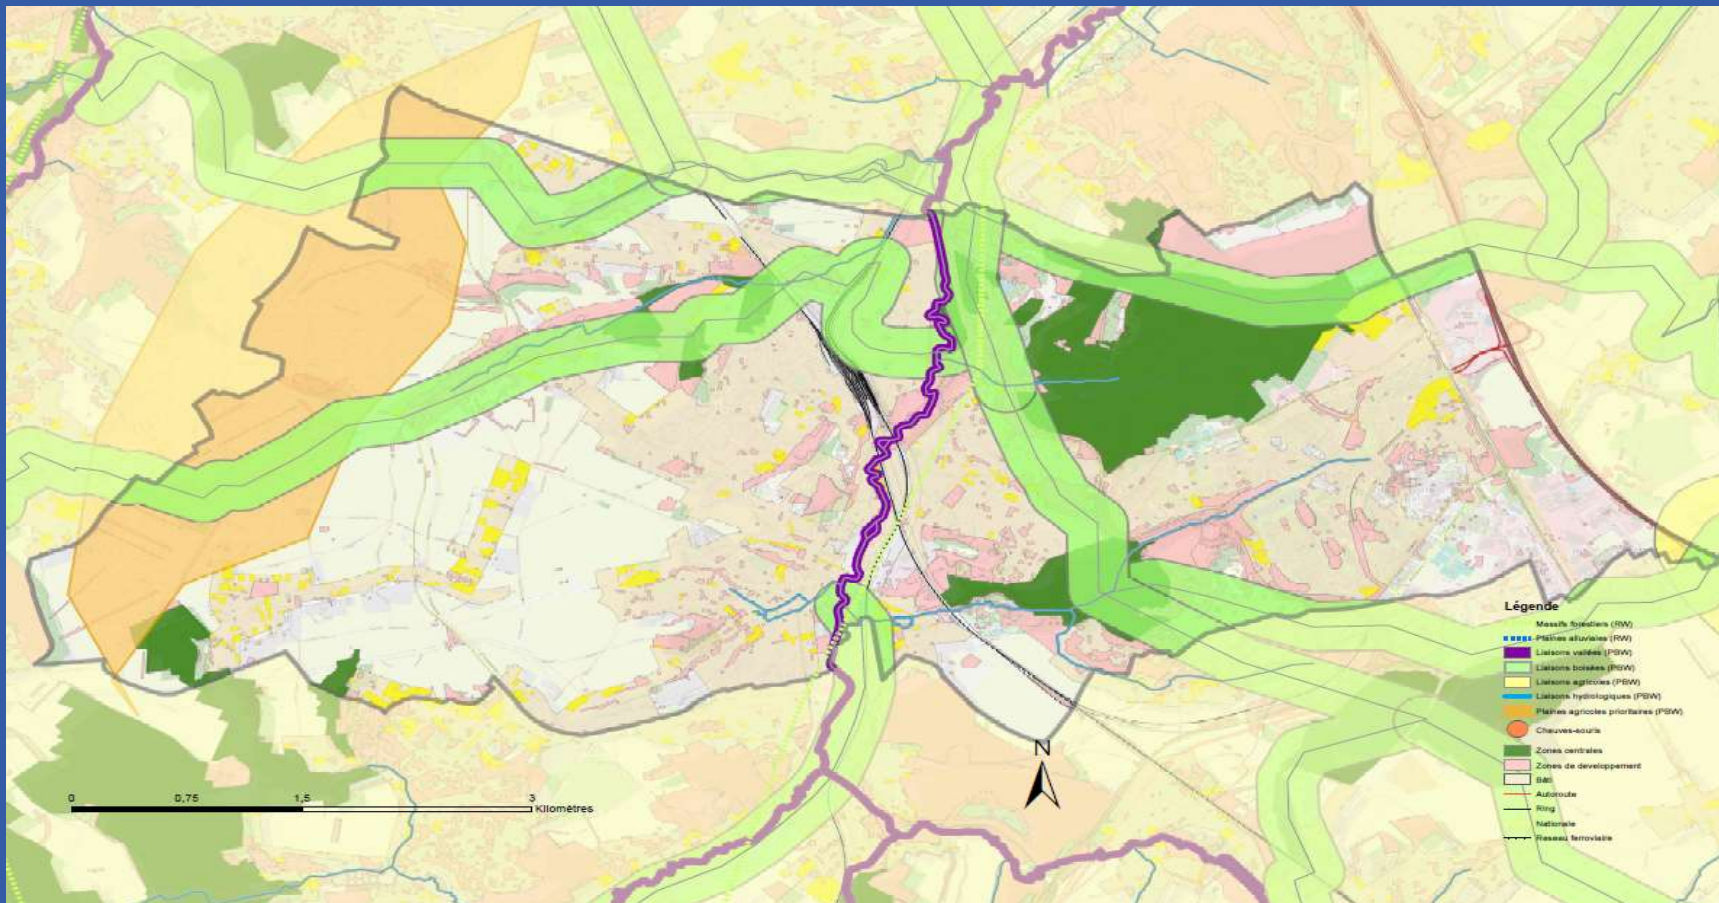 Légende
Massifs forestiers (RW)
Plaines alluviales (RW)
Liaisons vallées (PBW)
Liaisons boisées (PBW)
Liaisons agricoles (PBW)
Liaisons hydrologiques (PBW)
Plaines agricoles prioritaires (PBW)
Chauves-souris
Zones centrales
Zones de developpement
Bâti
Autoroute
Ring
Nationale
Reseau ferroviaire
N
0 0,75 1,5 3
Kilomètres